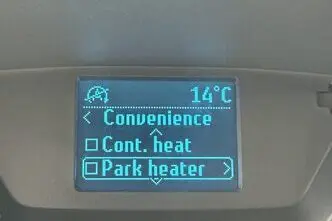 14°C
< Convenience
Cont. heat
Park heater >